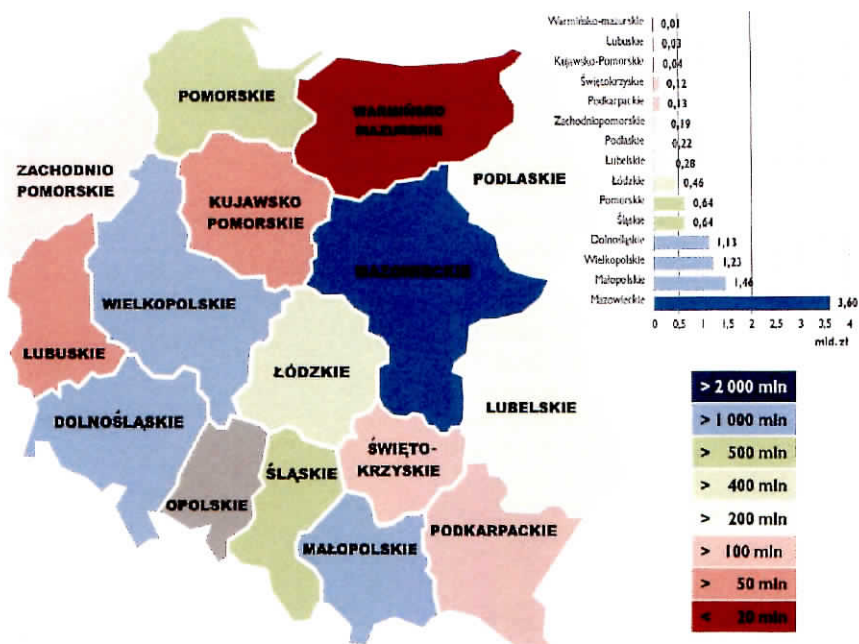 POMORSKIE
WARMIŃSKO
MAZURSKIE
ZACHODNIO
POMORSKIE
KUJAWSKO
POMORSKIE
PODLASKIE
MAZOWIECKIE
WIELKOPOLSKIE
ŁUBUSKIE
ŁÓDZKIE
DOLNOŚLĄSKIE
LUBELSKIE
ŚWIĘTO-
KRZYSKIE
ŚLĄSKIE
OPOLSKIE
MAŁOPOLSKIE
PODKARPACKIE
Warmińsko-mazurskie 0,01
Lubuskie 0,03
Kujawsko-Pomorskie 0,04
Świętokrzyskie 0,12
Podkarpackie 0,13
Zachodniopomorskie 0,19
Podlaskie 0,22
Lubelskie 0,28
Łódzkie 0,46
Pomorskie 0,64
Śląskie 0,64
Dolnośląskie 1,13
Wielkopolskie 1,23
Małopolskie 1,46
Mazowieckie 3,60
0 0,5 1 1,5 2 2,5 3 3,5 4
mld. zł
> 2 000 mln
> 1 000 mln
> 500 mln
> 400 mln
> 200 mln
> 100 mln
> 50 mln
< 20 mln